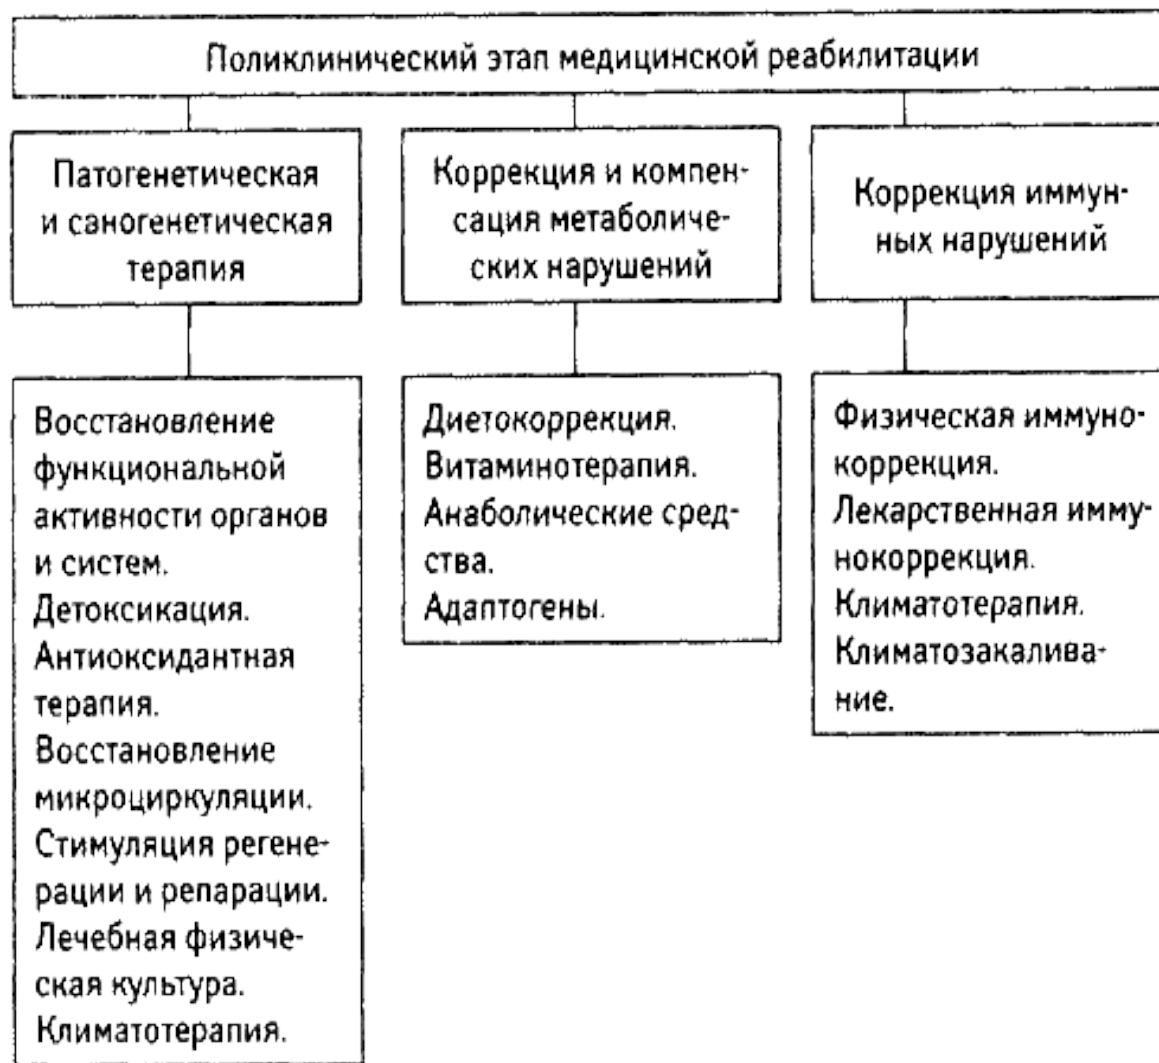 Поликлинический этап медицинской реабилитации
Патогенетическая
и саногенетическая
терапия
Коррекция и компен-
сация метаболиче-
ских нарушений
Коррекция иммун-
ных нарушений
Восстановление
функциональной
активности органов
и систем.
Детоксикация.
Антиоксидантная
терапия.
Восстановление
микроциркуляции.
Стимуляция регене-
рации и репарации.
Лечебная физиче-
ская культура.
Климатотерапия.
Диетокоррекция.
Витаминотерапия.
Анаболические сред-
ства.
Адаптогены.
Физическая иммуно-
коррекция.
Лекарственная имму-
нокоррекция.
Климатотерапия.
Климатозакалива-
ние.